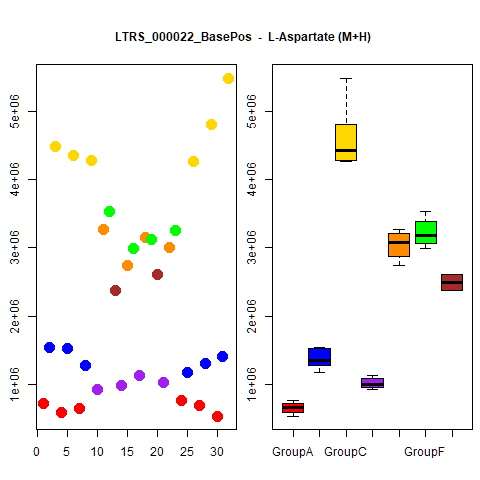 LTRS_000022_BasePos - L-Aspartate (M+H)
5e+06
4e+06
3e+06
2e+06
1e+06
0 5 10 15 20 25 30
5e+06
4e+06
3e+06
2e+06
1e+06
GroupA GroupC GroupF